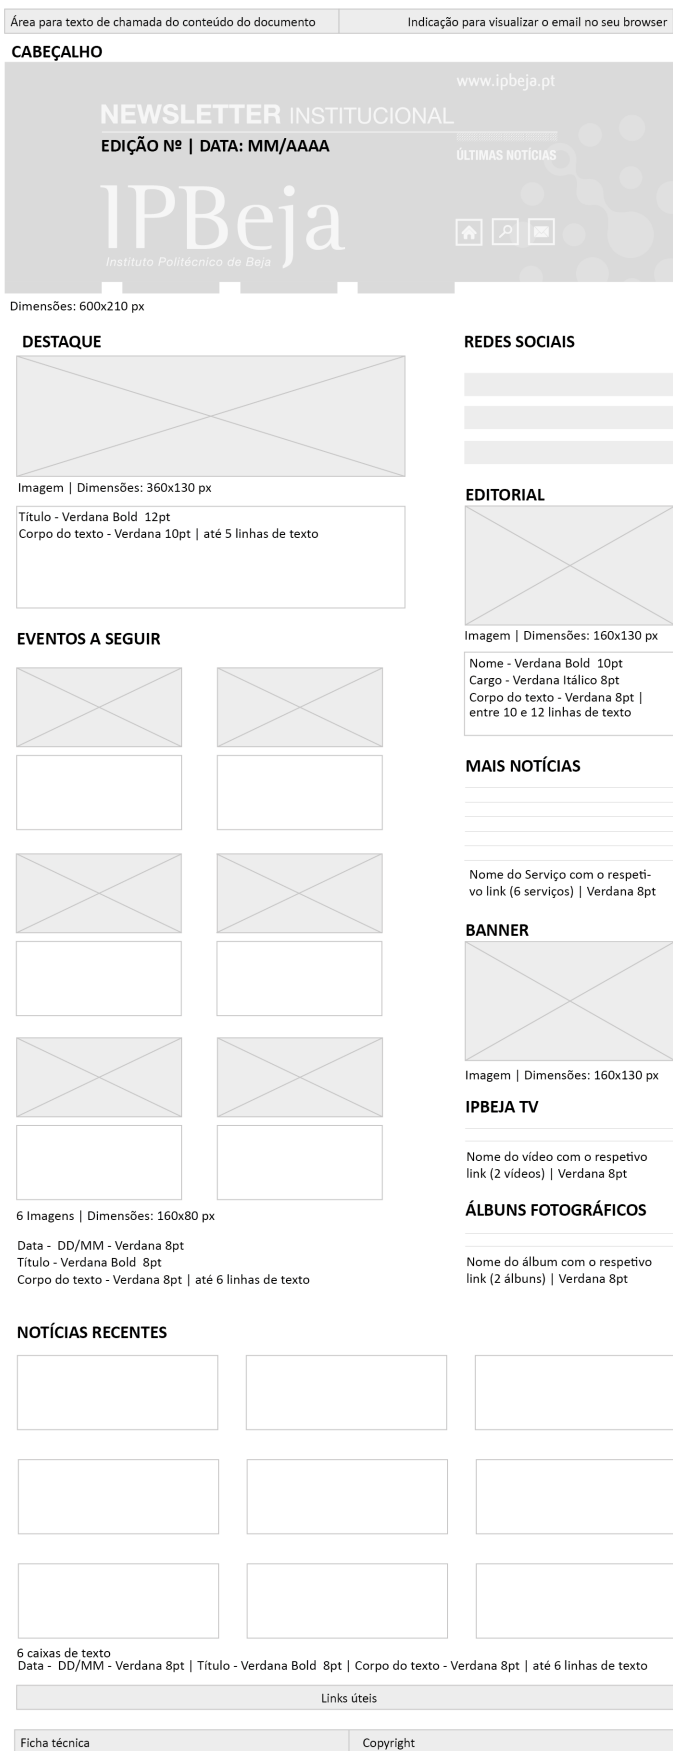 Área para texto de chamada do conteúdo do documento
Indicação para visualizar o email no seu browser
CABEÇALHO
www.ipbeja.pt
NEWSLETTER INSTITUCIONAL
EDIÇÃO Nº | DATA: MM/AAAA
ÚLTIMAS NOTÍCIAS
IPBeja
Instituto Politécnico de Beja
Dimensões: 600x210 px
DESTAQUE
Imagem | Dimensões: 360x130 px
Título - Verdana Bold 12pt
Corpo do texto - Verdana 10pt | até 5 linhas de texto
EVENTOS A SEGUIR
6 Imagens | Dimensões: 160x80 px
Data - DD/MM - Verdana 8pt
Título - Verdana Bold 8pt
Corpo do texto - Verdana 8pt | até 6 linhas de texto
REDES SOCIAIS
EDITORIAL
Imagem | Dimensões: 160x130 px
Nome - Verdana Bold 10pt
Cargo - Verdana Itálico 8pt
Corpo do texto - Verdana 8pt |
entre 10 e 12 linhas de texto
MAIS NOTÍCIAS
Nome do Serviço com o respeti-
vo link (6 serviços) | Verdana 8pt
BANNER
Imagem | Dimensões: 160x130 px
IPBEJA TV
Nome do vídeo com o respetivo
link (2 vídeos) | Verdana 8pt
ÁLBUNS FOTOGRÁFICOS
Nome do álbum com o respetivo
link (2 álbuns) | Verdana 8pt
NOTÍCIAS RECENTES
6 caixas de texto
Data - DD/MM - Verdana 8pt | Título - Verdana Bold 8pt | Corpo do texto - Verdana 8pt | até 6 linhas de texto
Links úteis
Ficha técnica
Copyright